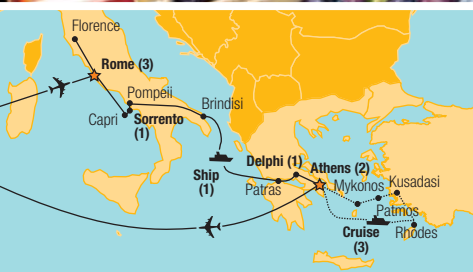 Florence
Rome (3)
Pompeii
Capri
Sorrento
(1)
Brindisi
Ship
(1)
Delphi (1)
Patras
Athens (2)
Mykonos
Kusadasi
Patmos
Cruise
(3)
Rhodes